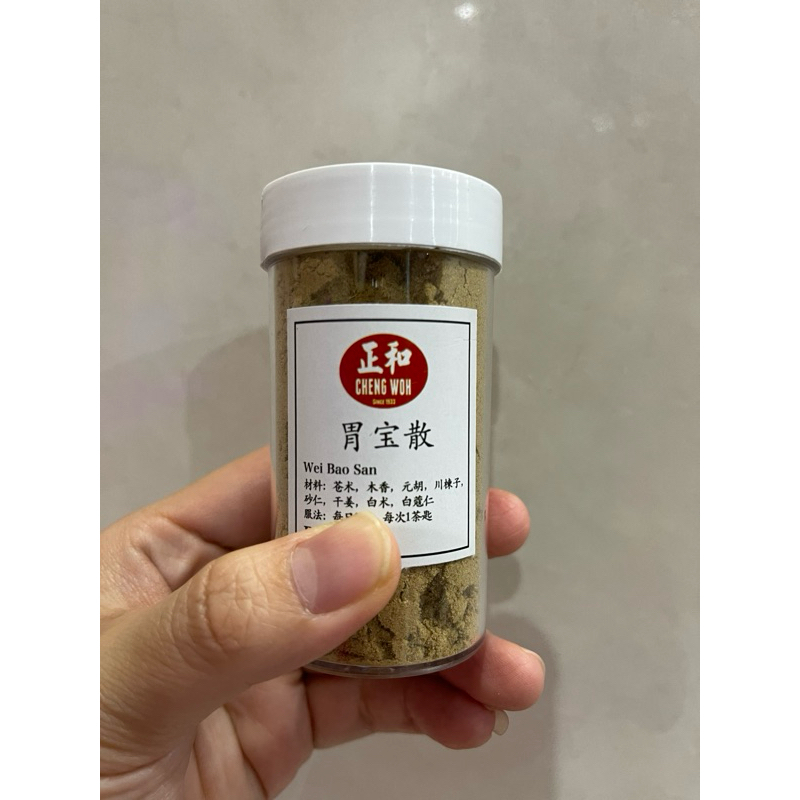 正和
CHENG WOH
Since 1933
胃宝散
Wei Bao San
材料: 苍术, 木香, 元胡, 川楝子,
砂仁, 干姜, 白术, 白蔻仁
服法: 每日 每次1茶匙